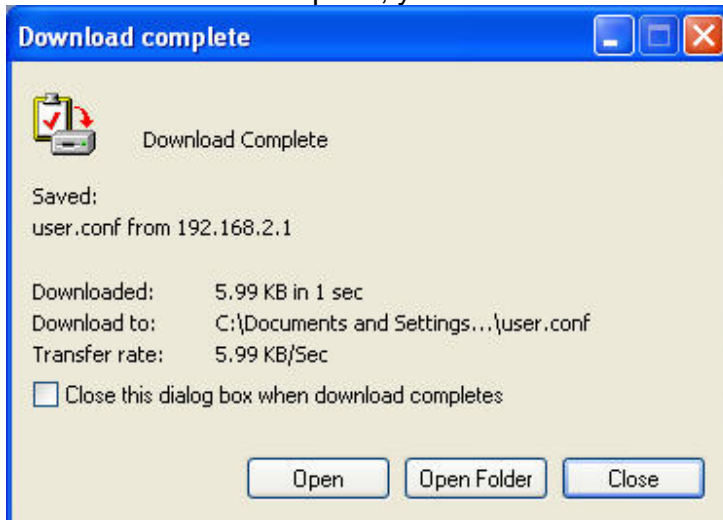 Download complete
Download Complete
Saved:
user.conf from 192.168.2.1
Downloaded: 5.99 KB in 1 sec
Download to: C:\Documents and Settings...\user.conf
Transfer rate: 5.99 KB/Sec
Close this dialog box when download completes
Open Open Folder Close